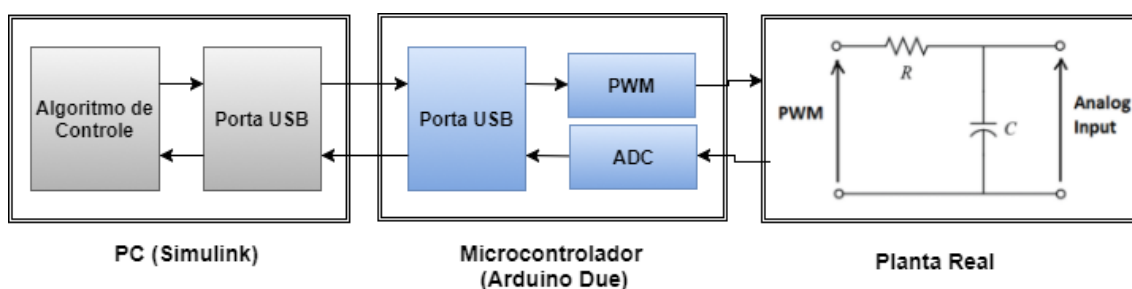 Algoritmo de
Controle
Porta USB
Porta USB
PWM
ADC
PWM
R
C
Analog
Input
PC (Simulink)
Microcontrolador
(Arduino Due)
Planta Real